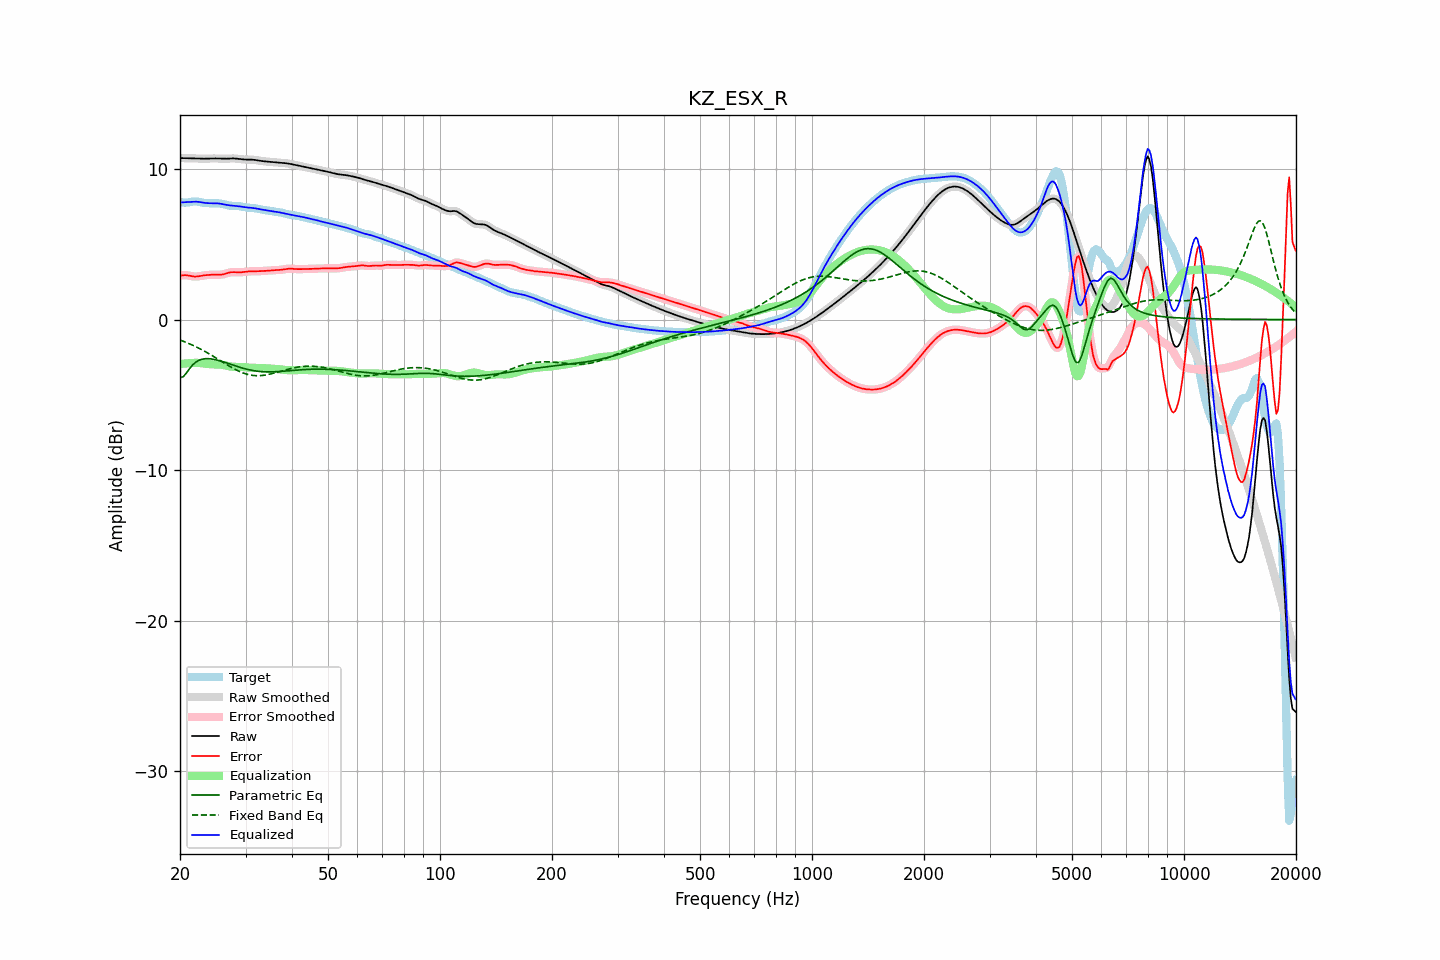 KZ_ESX_R
Amplitude (dBr)
10
0
−10
−20
−30
Target
Raw Smoothed
Error Smoothed
Raw
Error
Equalization
Parametric Eq
Fixed Band Eq
Equalized
20 50 100 200 500 1000 2000 5000 10000 20000
Frequency (Hz)